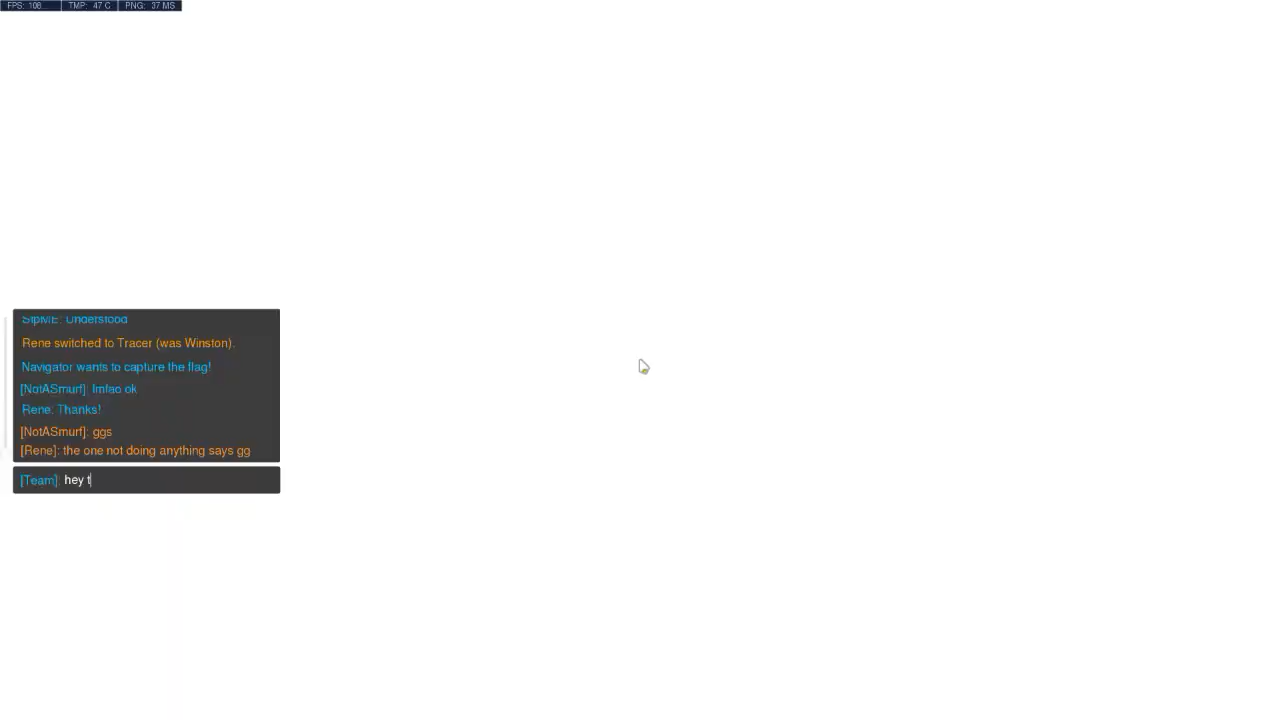 FPS: 108... TMP: 47 C PNG: 37 MS
SlpME: Understood
Rene switched to Tracer (was Winston).
Navigator wants to capture the flag!
[NotASmurf]: lmfao ok
Rene: Thanks!
[NotASmurf]: ggs
[Rene]: the one not doing anything says gg
[Team]: hey t